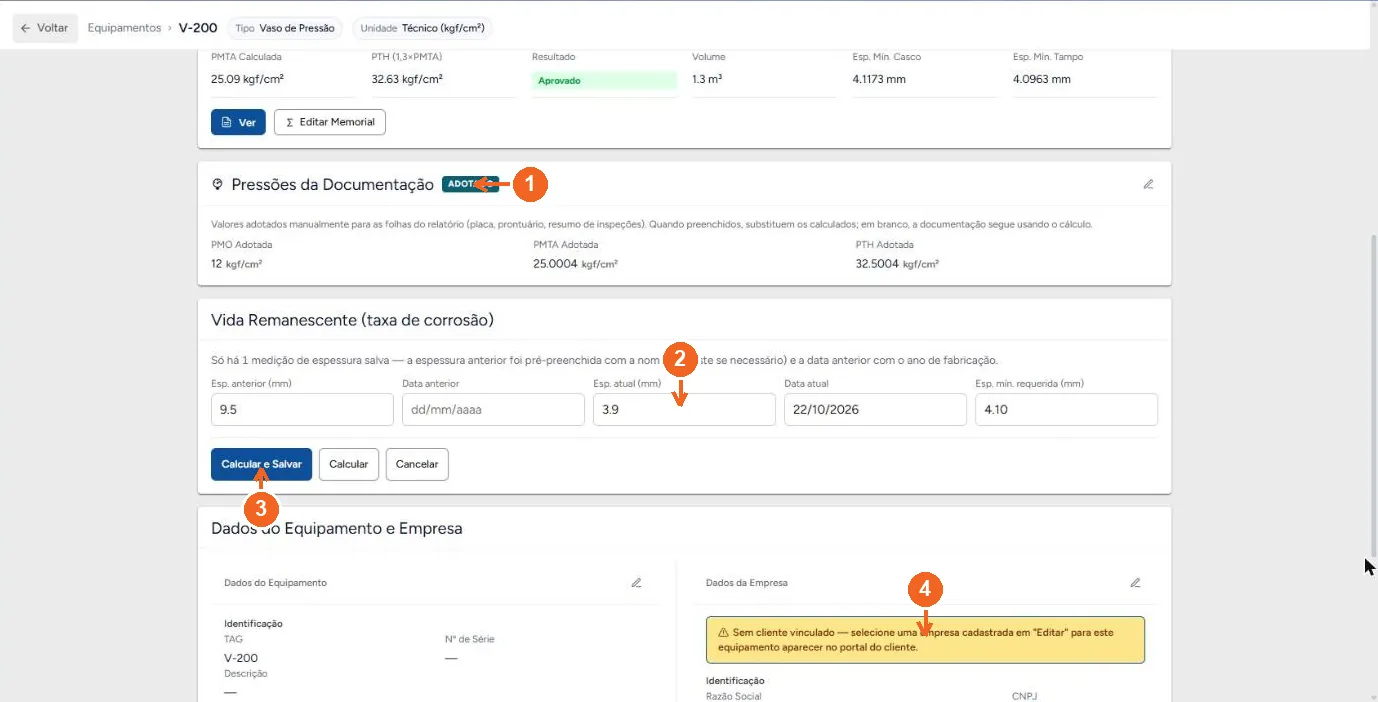 Voltar Equipamentos › V-200 Tipo Vaso de Pressão Unidade Técnico (kgf/cm²)
PMTA Calculada PTH (1,3×PMTA) Resultado Volume Esp. Mín. Casco Esp. Mín. Tampo
25.09 kgf/cm² 32.63 kgf/cm² Aprovado 1.3 m³ 4.1173 mm 4.0963 mm
Ver Σ Editar Memorial
Pressões da Documentação 1
Valores adotados manualmente para as folhas do relatório (placa, prontuário, resumo de inspeções). Quando preenchidos, substituem os calculados; em branco, a documentação segue usando o cálculo.
PMO Adotada PMTA Adotada PTH Adotada
12 kgf/cm² 25.0004 kgf/cm² 32.5004 kgf/cm²
Vida Remanescente (taxa de corrosão)
Só há 1 medição de espessura salva — a espessura anterior foi pré-preenchida com a nom 2 ste se necessário) e a data anterior com o ano de fabricação.
Esp. anterior (mm) Data anterior Esp. atual (mm) Data atual Esp. mín. requerida (mm)
9.5 dd/mm/aaaa 3.9 22/10/2026 4.10
Calcular e Salvar Calcular Cancelar
3
Dados do Equipamento e Empresa
Dados do Equipamento Dados da Empresa 4
Identificação
TAG Nº de Série
V-200 —
Descrição
—
Sem cliente vinculado — selecione uma empresa cadastrada em "Editar" para este
equipamento aparecer no portal do cliente.
Identificação
Razão Social CNPJ